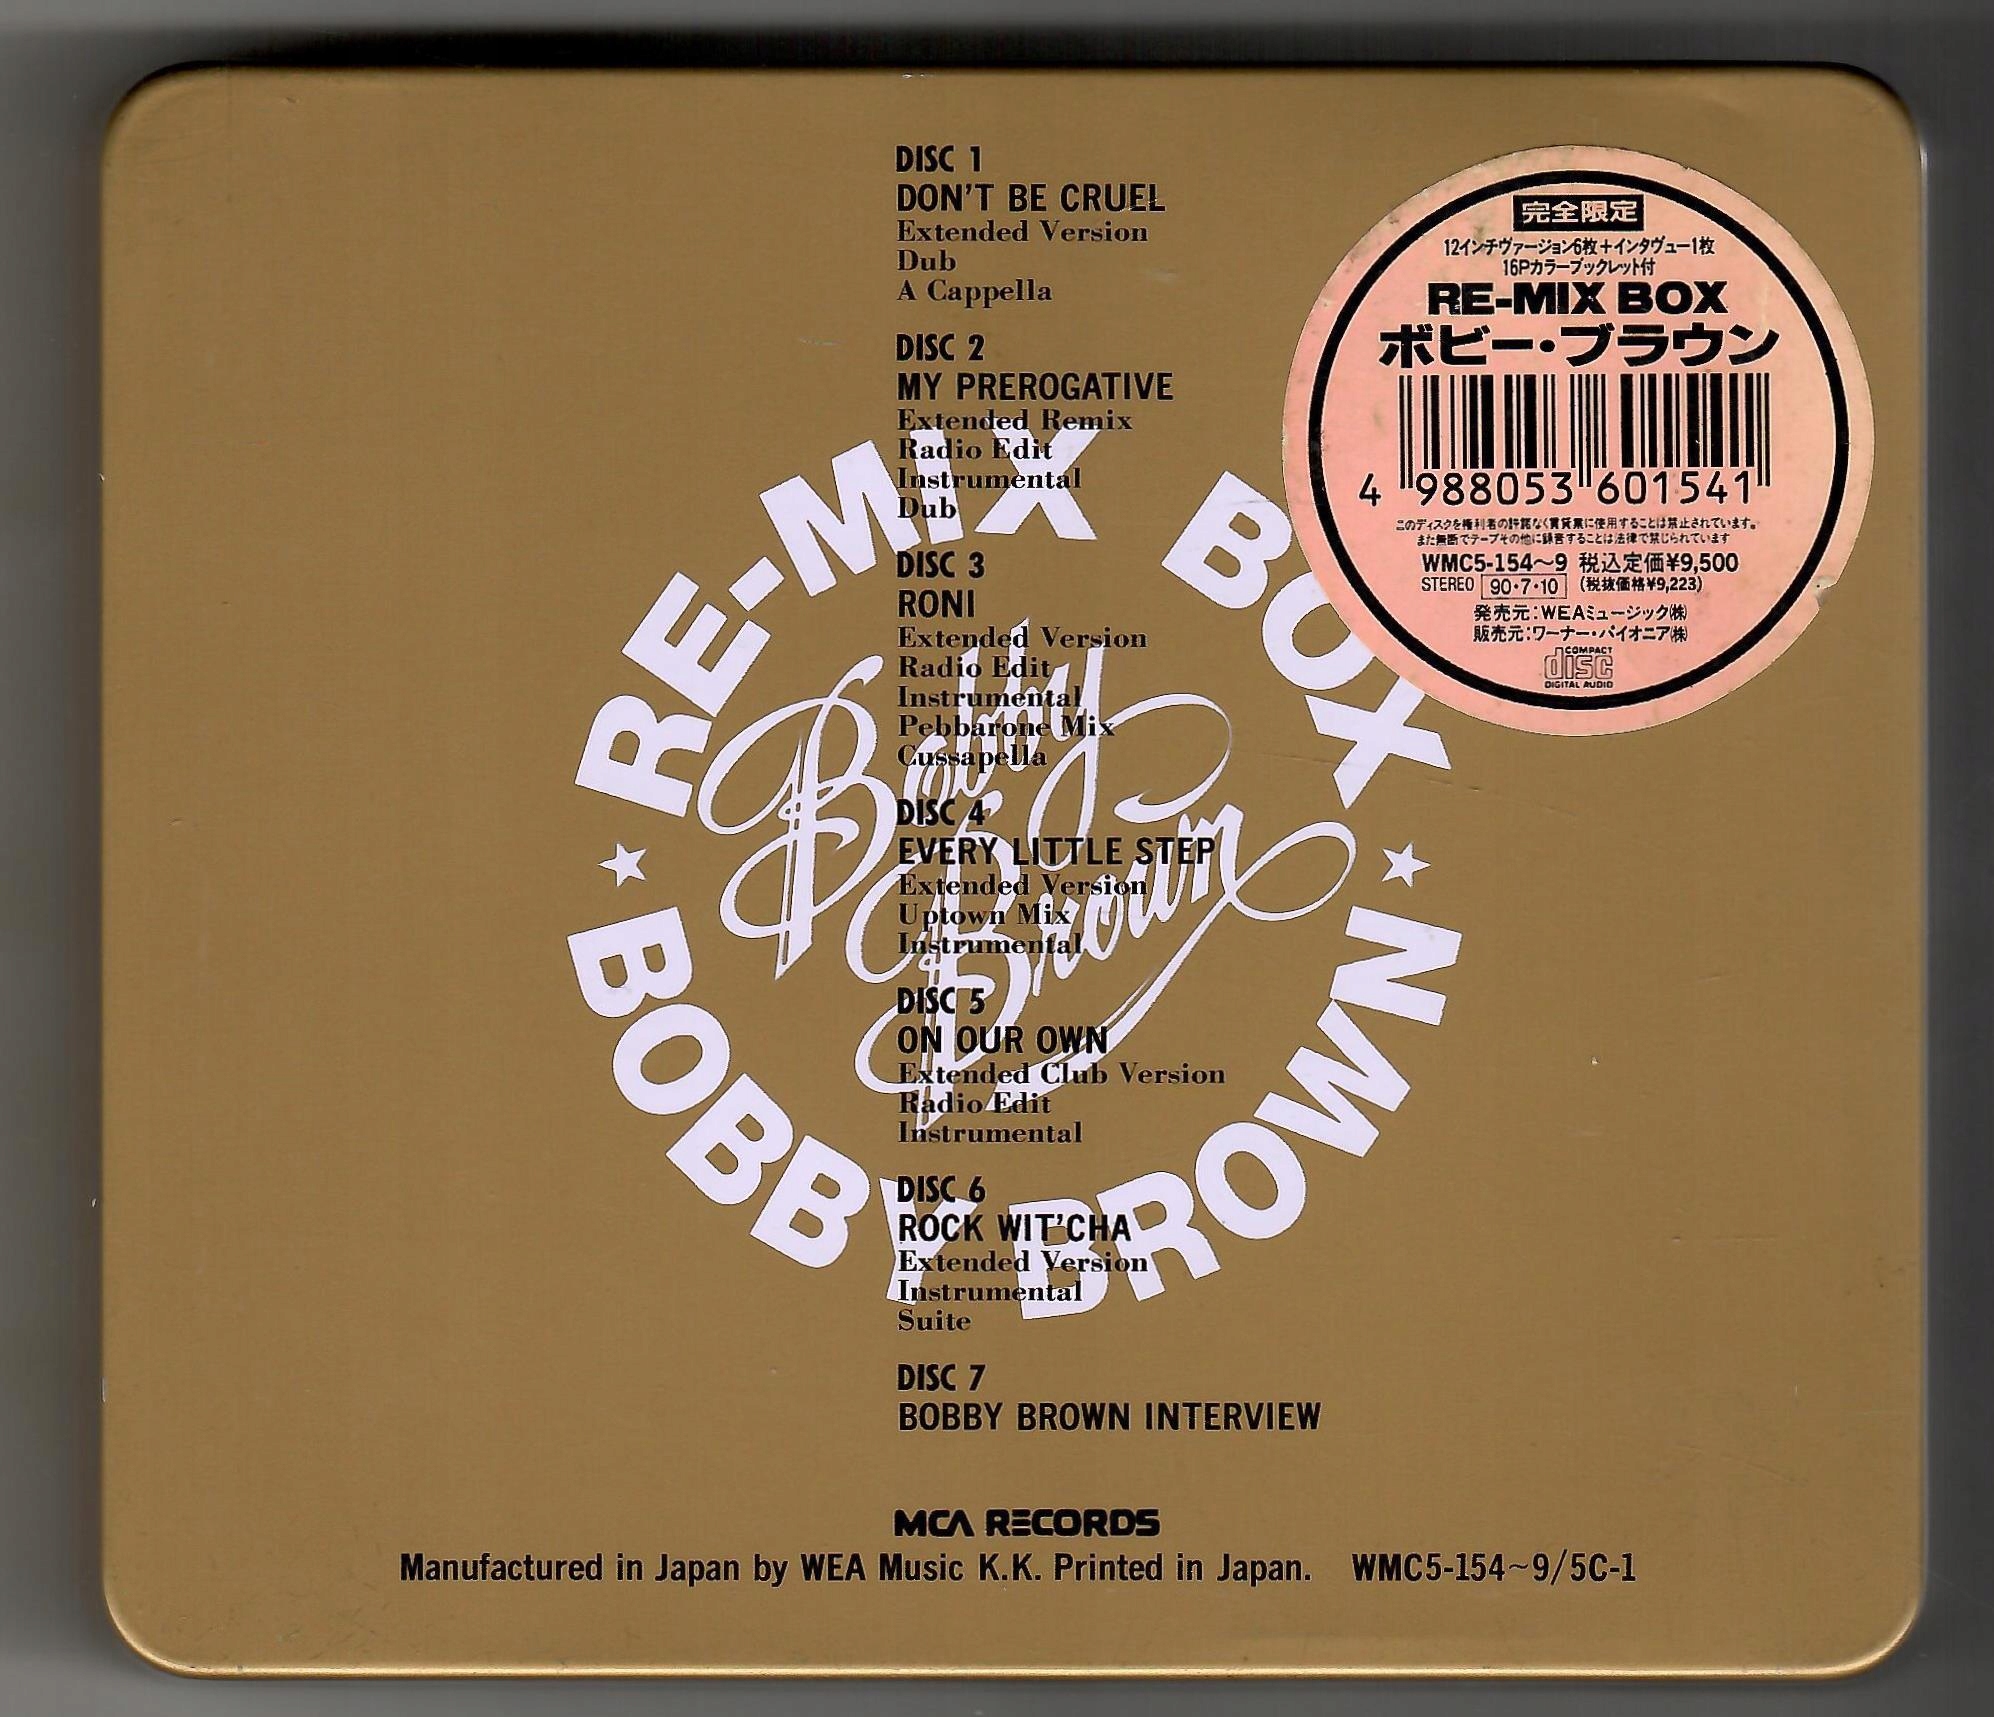 DISC 1
DON'T BE CRUEL
Extended Version
Dub
A Cappella
DISC 2
MY PREROGATIVE
Extended Remix
Radio Edit
Instrumental
Dub
DISC 3
RONI
Extended Version
Radio Edit
Instrumental
Pebbarone Mix
Cussapella
DISC 4
EVERY LITTLE STEP
Extended Version
Uptown Mix
Instrumental
DISC 5
ON OUR OWN
Extended Club Version
Radio Edit
Instrumental
DISC 6
ROCK WIT'CHA
Extended Version
Instrumental
Suite
DISC 7
BOBBY BROWN INTERVIEW
RE-MIX BOX
★ BOBBY BROWN ★
Bobby
Brown
完全限定
12インチヴァージョン6枚+インタヴュー1枚
16Pカラーブックレット付
RE-MIX BOX
ボビー・ブラウン
4 988053 601541
このディスクを権利者の許諾なく賃貸業に使用することは禁止されています。
また無断でテープその他に録音することは法律で禁じられています
WMC5-154~9 税込定価¥9,500
STEREO 90・7・10 (税抜価格¥9,223)
発売元:WEAミュージック㈱
販売元:ワーナー・パイオニア㈱
COMPACT
disc
DIGITAL AUDIO
MCA RECORDS
Manufactured in Japan by WEA Music K.K. Printed in Japan. WMC5-154~9/5C-1